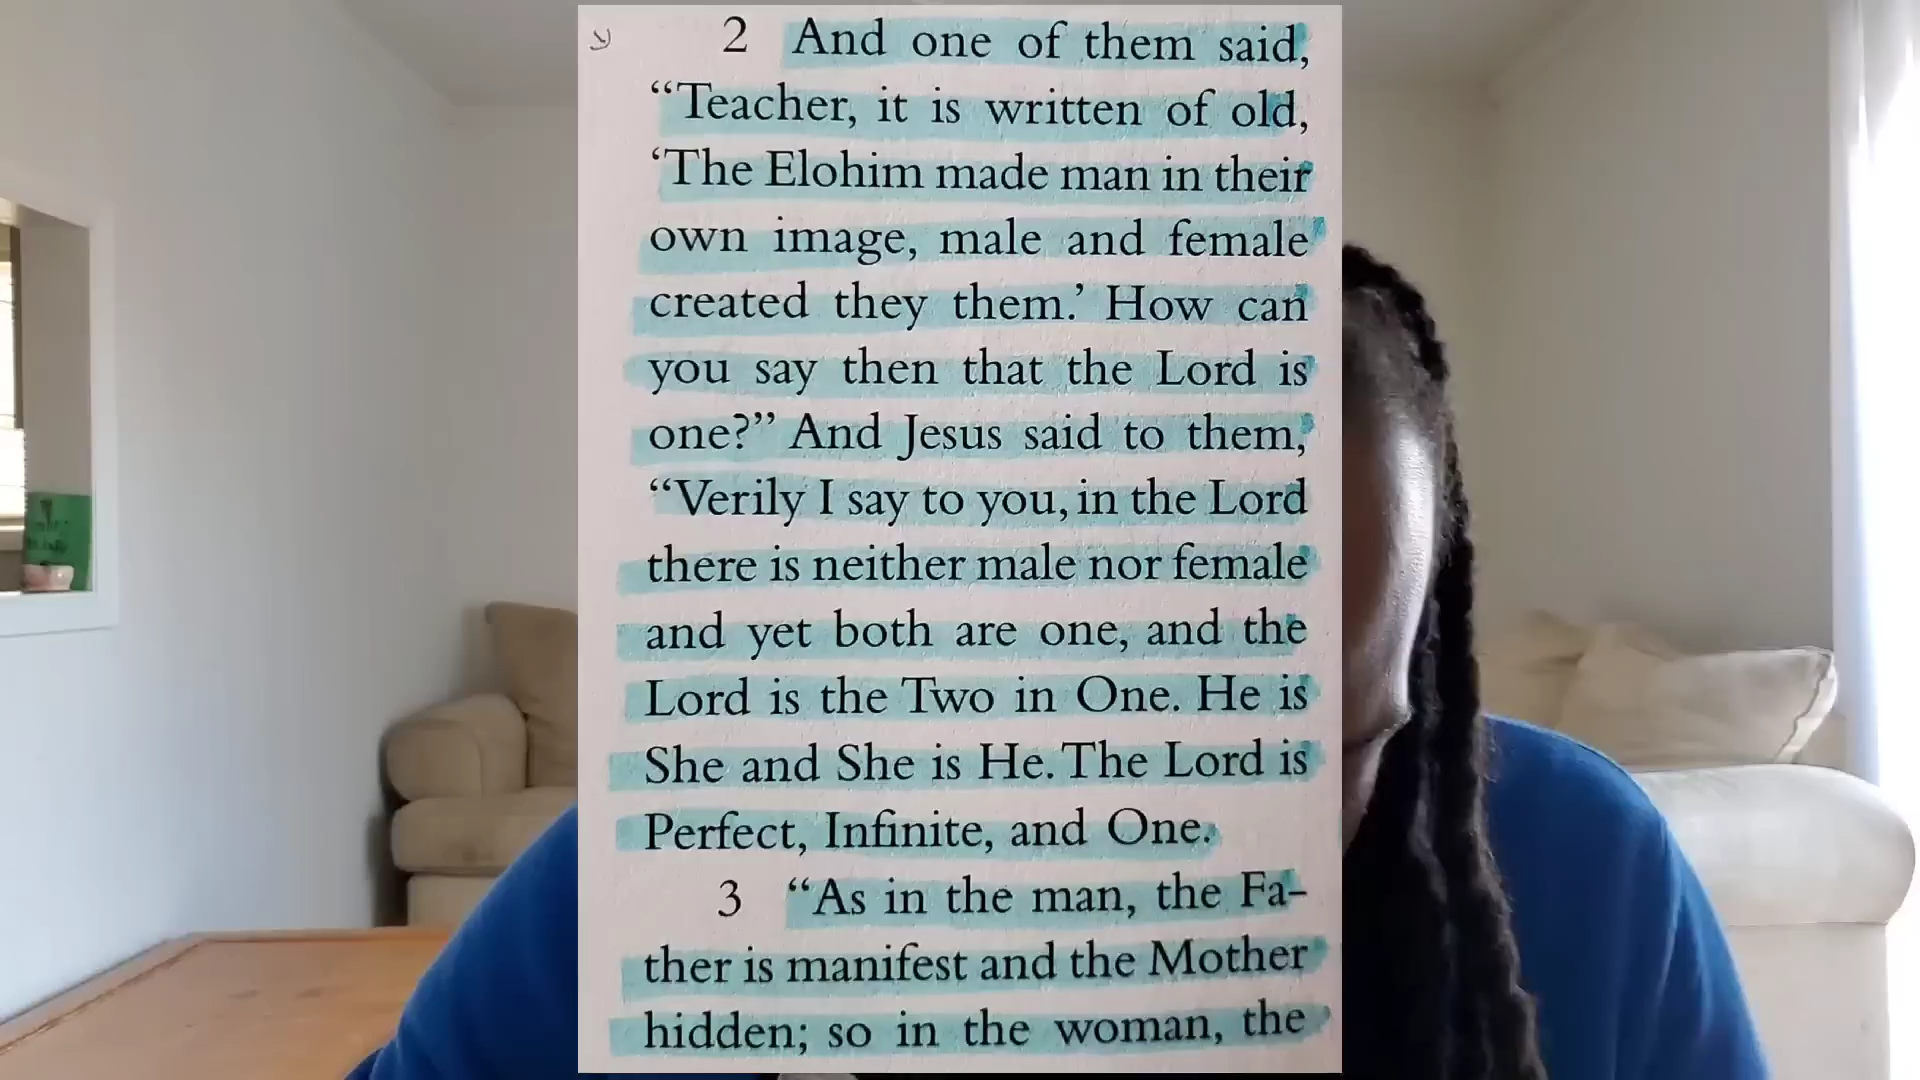 2 And one of them said,
“Teacher, it is written of old,
‘The Elohim made man in their
own image, male and female
created they them.’ How can
you say then that the Lord is
one?” And Jesus said to them,
“Verily I say to you, in the Lord
there is neither male nor female
and yet both are one, and the
Lord is the Two in One. He is
She and She is He. The Lord is
Perfect, Infinite, and One.
3 “As in the man, the Fa-
ther is manifest and the Mother
hidden; so in the woman, the